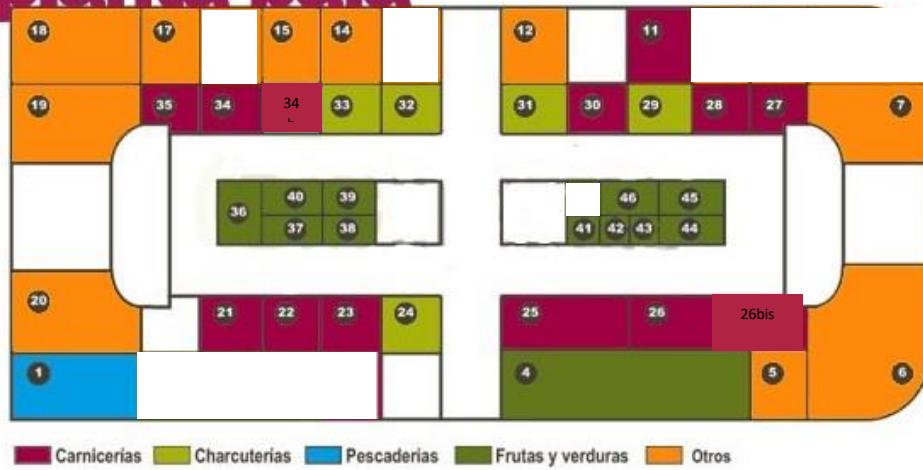 18 17 15 14 12 11
19 35 34 34 33 32 31 30 29 28 27 7
36 40 39 46 45
37 38 41 42 43 44
20 21 22 23 24 25 26 26bis
1 4 5 6
Carnicerías Charcuterías Pescaderías Frutas y verduras Otros